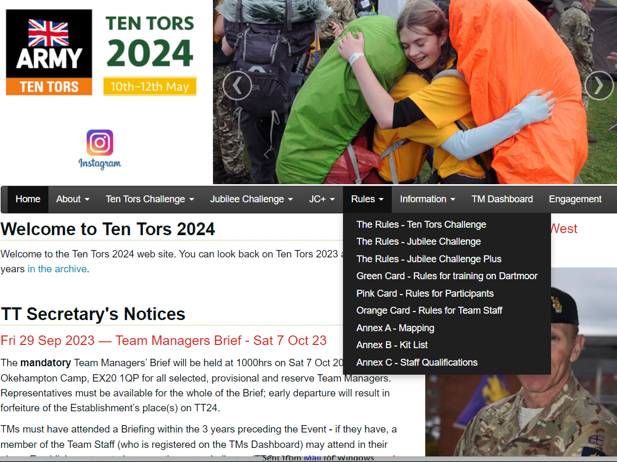 ARMY
TEN TORS
TEN TORS
2024
10th–12th May
Instagram
Home About Ten Tors Challenge Jubilee Challenge JC+ Rules Information TM Dashboard Engagement
The Rules - Ten Tors Challenge
The Rules - Jubilee Challenge
The Rules - Jubilee Challenge Plus
Green Card - Rules for training on Dartmoor
Pink Card - Rules for Participants
Orange Card - Rules for Team Staff
Annex A - Mapping
Annex B - Kit List
Annex C - Staff Qualifications
Welcome to Ten Tors 2024
West
Welcome to the Ten Tors 2024 web site. You can look back on Ten Tors 2023
years in the archive.
TT Secretary's Notices
Fri 29 Sep 2023 — Team Managers Brief - Sat 7 Oct 23
The mandatory Team Managers' Brief will be held at 1000hrs on Sat 7 Oct
Okehampton Camp, EX20 1QP for all selected, provisional and reserve Team Managers.
Representatives must be available for the whole of the Brief; early departure will result in
forfeiture of the Establishment's place(s) on TT24.
TMs must have attended a Briefing within the 3 years preceding the Event - if they have, a
member of the Team Staff (who is registered on the TMs Dashboard) may attend in their
Sent from Mail for Windows